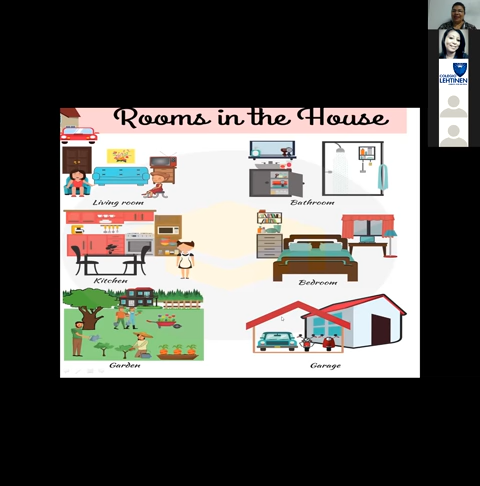 Rooms in the House
COLEGIO
LEHTINEN
Living room
Bathroom
Kitchen
Bedroom
Garden
Garage